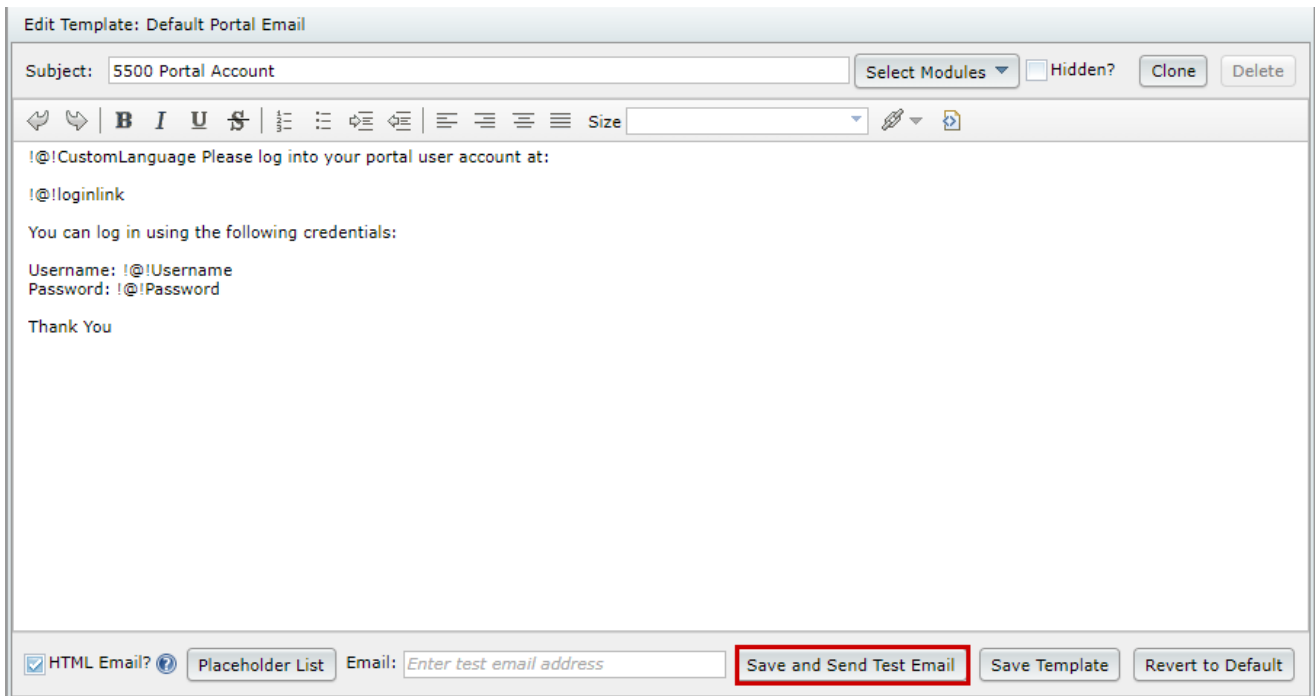 Edit Template: Default Portal Email
Subject: 5500 Portal Account Select Modules Hidden? Clone Delete
B I U S Size
!@!CustomLanguage Please log into your portal user account at:
!@!loginlink
You can log in using the following credentials:
Username: !@!Username
Password: !@!Password
Thank You
HTML Email? ? Placeholder List Email: Enter test email address Save and Send Test Email Save Template Revert to Default